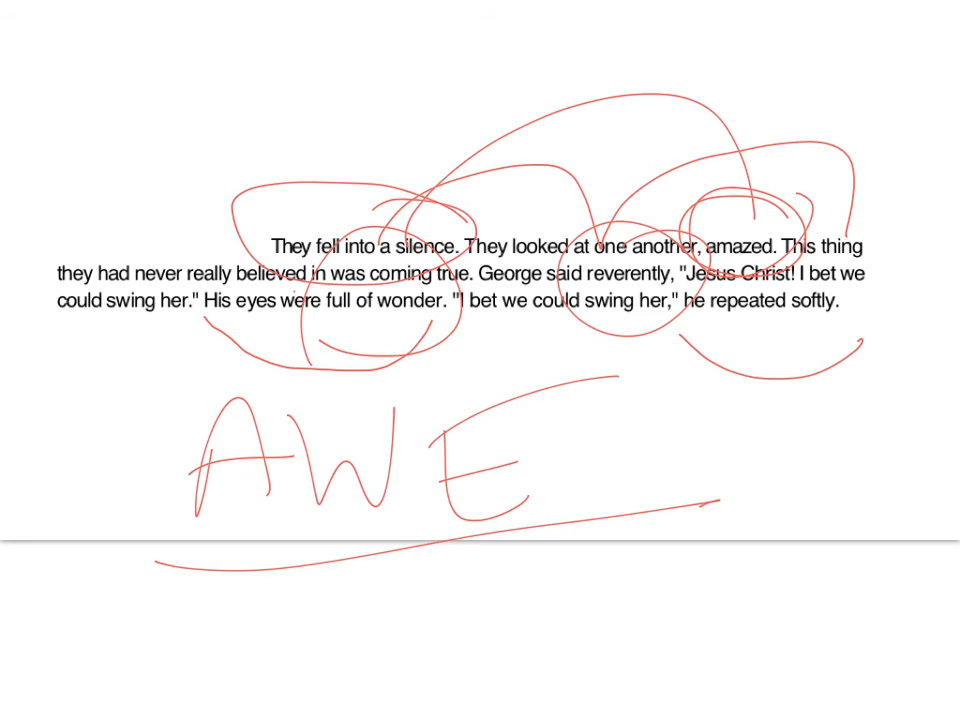 They fell into a silence. They looked at one another, amazed. This thing
they had never really believed in was coming true. George said reverently, "Jesus Christ! I bet we
could swing her." His eyes were full of wonder. "I bet we could swing her," he repeated softly.
AWE